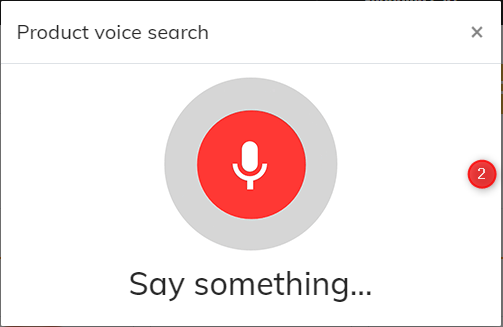 Product voice search ×
2
Say something...